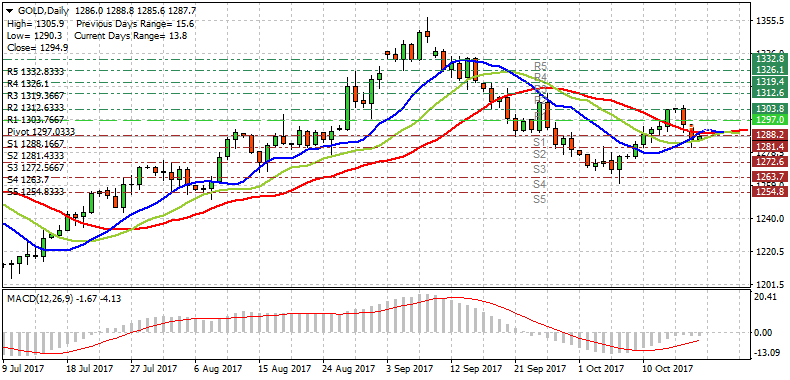 GOLD,Daily 1286.0 1288.8 1285.6 1287.7
High= 1305.9 Previous Days Range= 15.6
Low= 1290.3 Current Days Range= 13.8
Close= 1294.9
R5 1332.8333
R4 1326.1
R3 1319.3667
R2 1312.6333
R1 1303.7667
Pivot 1297.0333
S1 1288.1667
S2 1281.4333
S3 1272.5667
S4 1263.7
S5 1254.8333
R5
R4
S1
S2
S3
S4
S5
1355.5
1332.8
1326.1
1319.4
1312.6
1303.8
1297.0
1288.2
1281.4
1272.6
1263.7
1254.8
1240.0
1220.5
1201.5
MACD(12,26,9) -1.67 -4.13
20.41
0.00
-13.09
9 Jul 2017 18 Jul 2017 27 Jul 2017 6 Aug 2017 15 Aug 2017 24 Aug 2017 3 Sep 2017 12 Sep 2017 21 Sep 2017 1 Oct 2017 10 Oct 2017